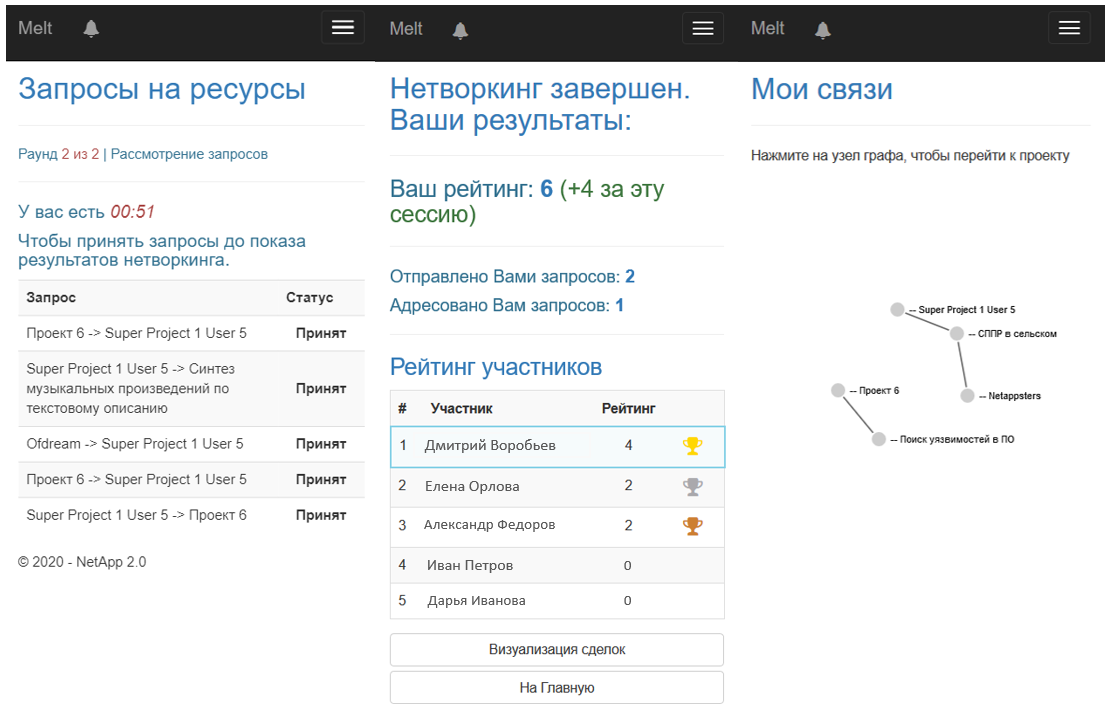 Melt
Запросы на ресурсы
Раунд 2 из 2 | Рассмотрение запросов
У вас есть 00:51
Чтобы принять запросы до показа
результатов нетворкинга.
Запрос Статус
Проект 6 -> Super Project 1 User 5 Принят
Super Project 1 User 5 -> Синтез
музыкальных произведений по Принят
текстовому описанию
Ofdream -> Super Project 1 User 5 Принят
Проект 6 -> Super Project 1 User 5 Принят
Super Project 1 User 5 -> Проект 6 Принят
© 2020 - NetApp 2.0
Melt
Нетворкинг завершен.
Ваши результаты:
Ваш рейтинг: 6 (+4 за эту
сессию)
Отправлено Вами запросов: 2
Адресовано Вам запросов: 1
Рейтинг участников
# Участник Рейтинг
1 Дмитрий Воробьев 4
2 Елена Орлова 2
3 Александр Федоров 2
4 Иван Петров 0
5 Дарья Иванова 0
Визуализация сделок
На Главную
Melt
Мои связи
Нажмите на узел графа, чтобы перейти к проекту
-- Super Project 1 User 5
-- СППР в сельском
-- Проект 6
-- Netappsters
-- Поиск уязвимостей в ПО